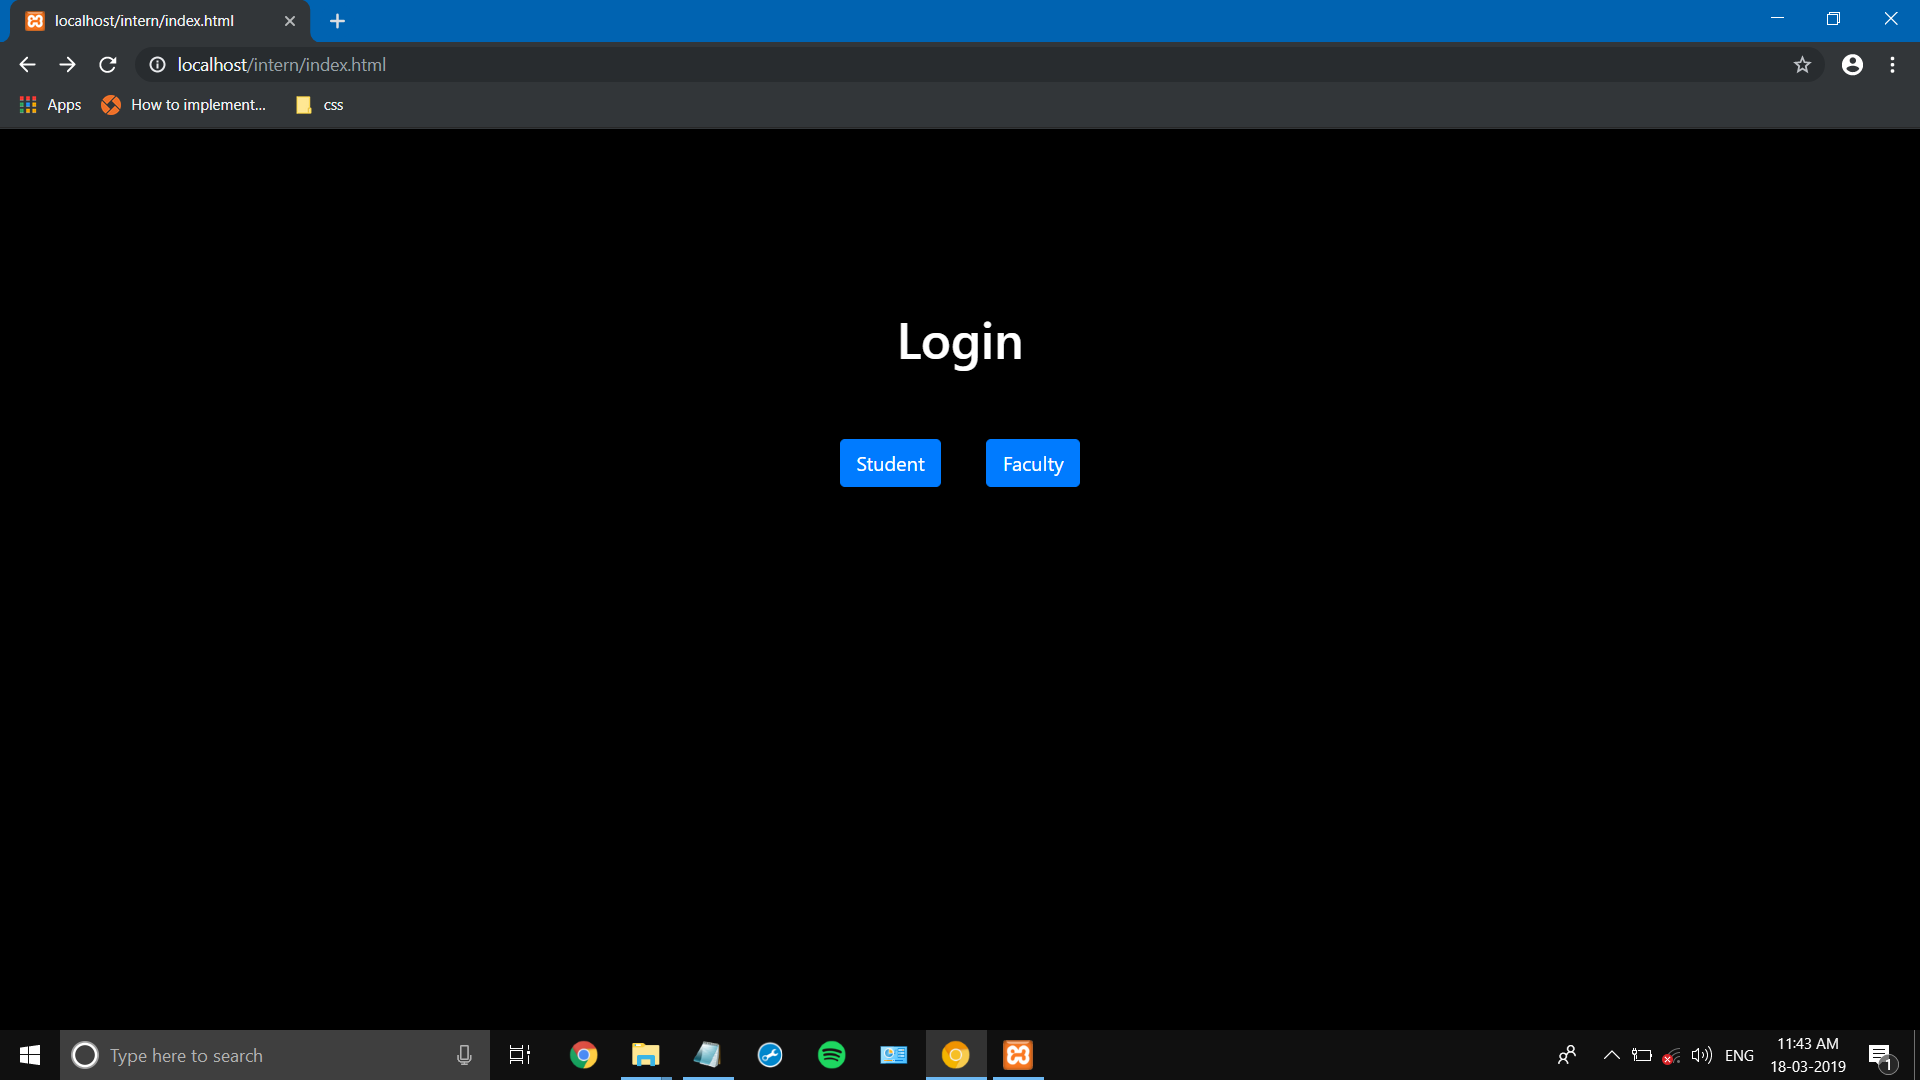 localhost/intern/index.html
localhost/intern/index.html
Apps How to implement... css
Login
Student Faculty
Type here to search
ENG
11:43 AM
18-03-2019
1